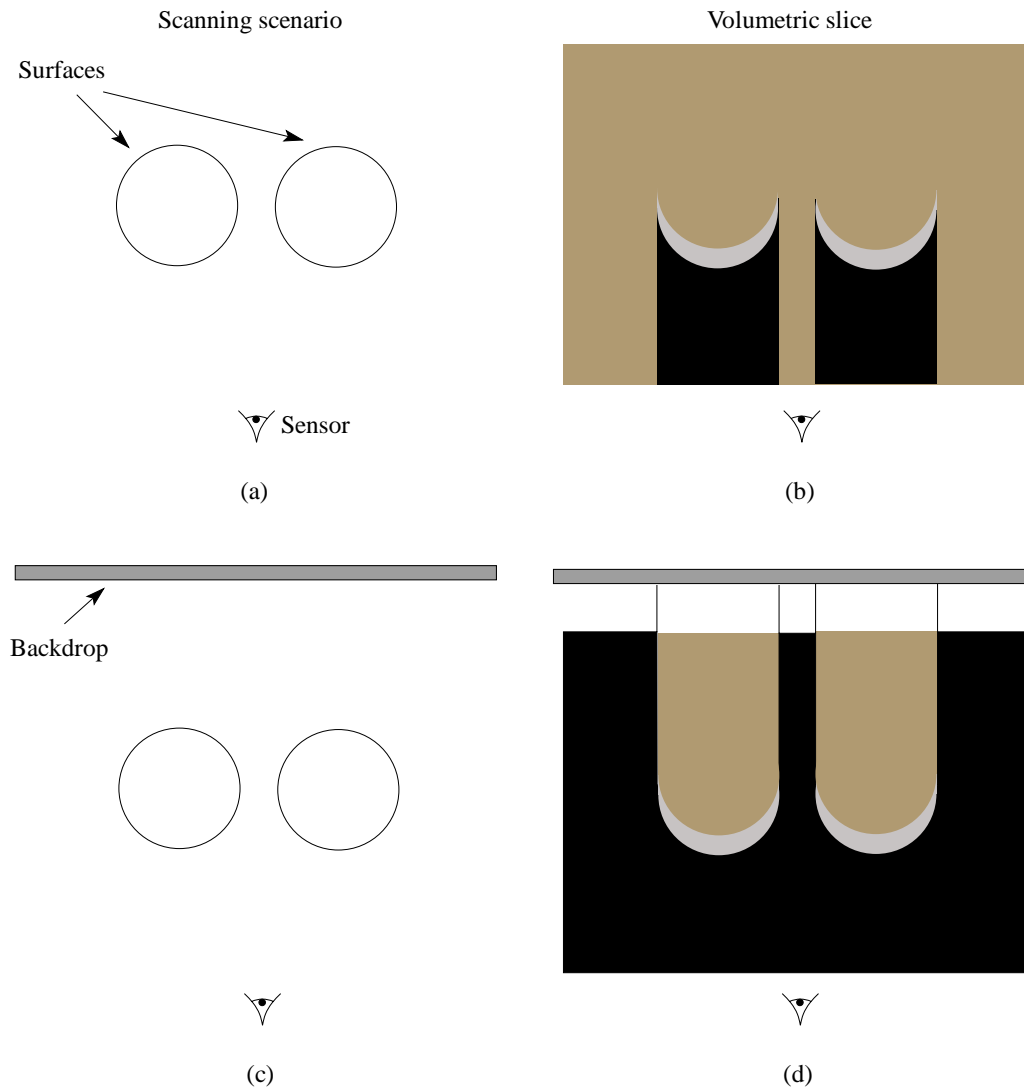 Scanning scenario
Volumetric slice
Surfaces
Sensor
(a)
(b)
Backdrop
(c)
(d)